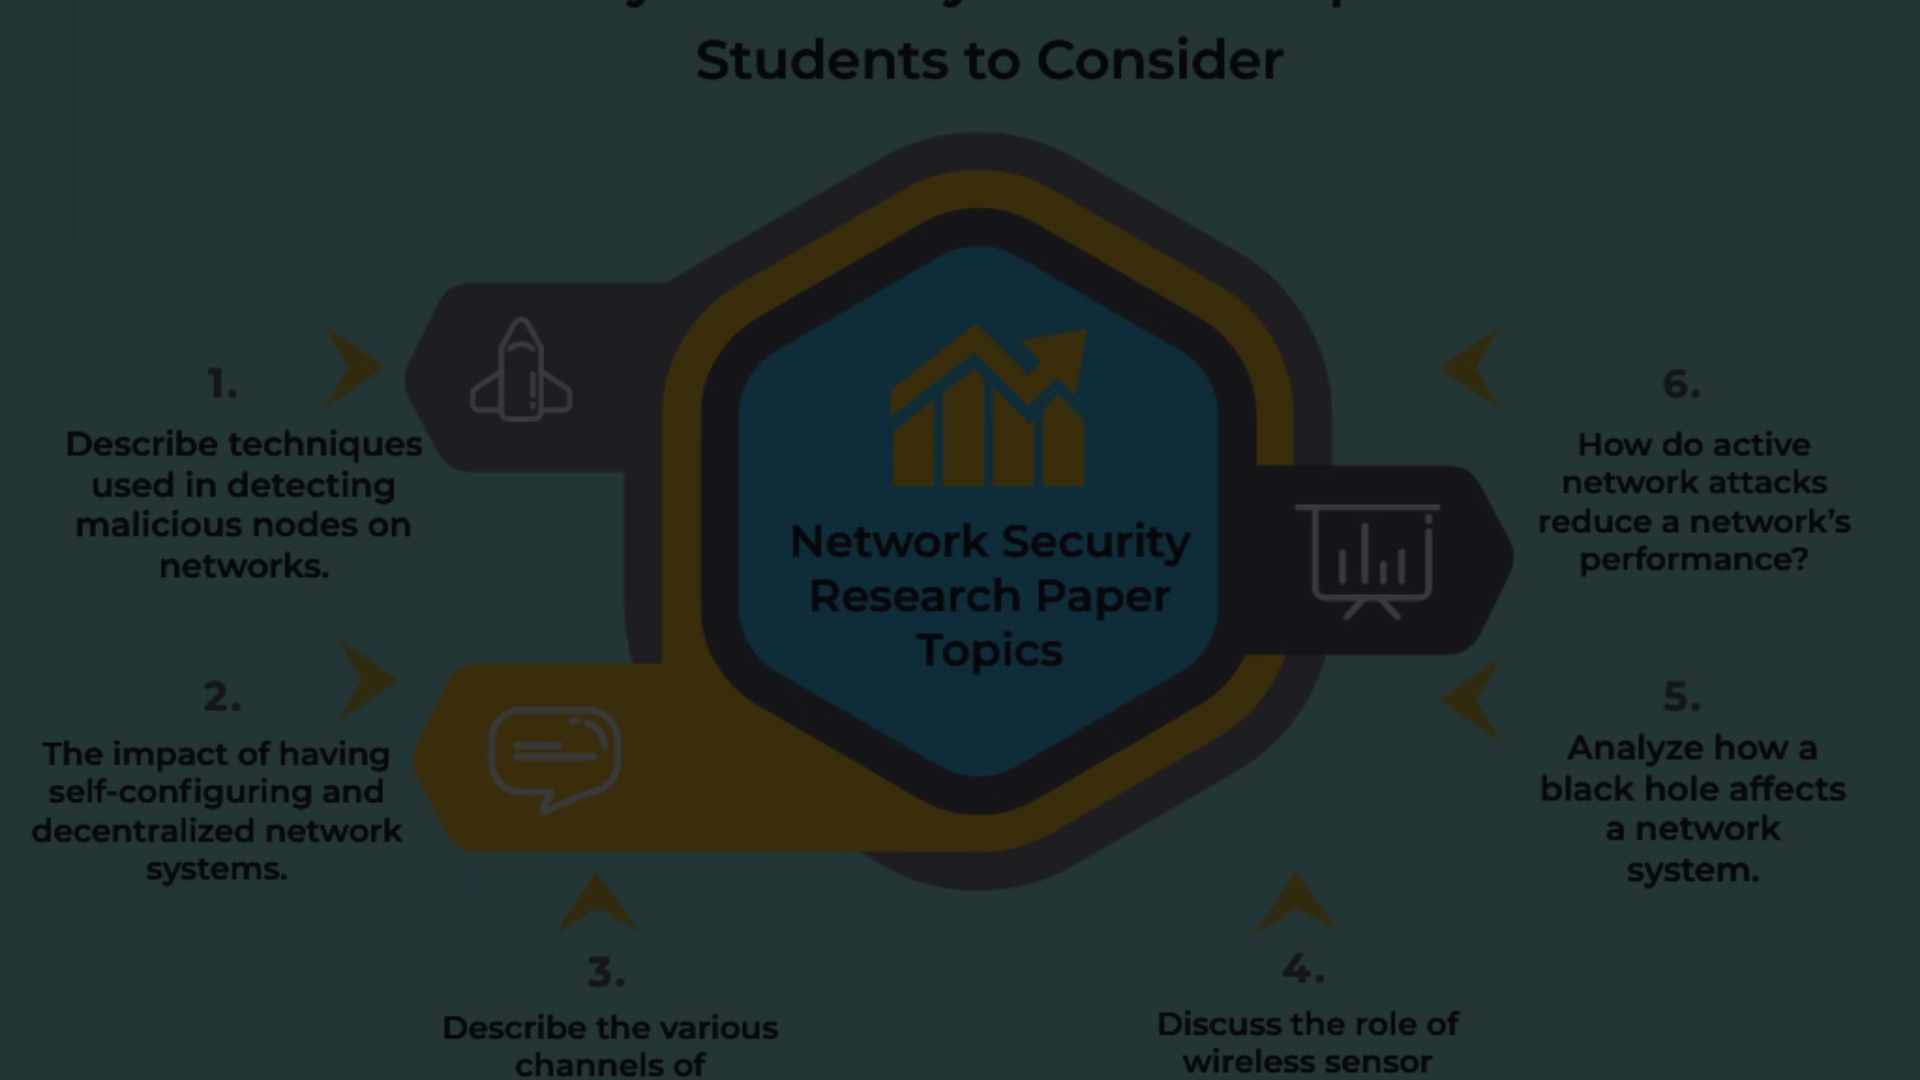 Students to Consider
Network Security
Research Paper
Topics
1.
Describe techniques
used in detecting
malicious nodes on
networks.
2.
The impact of having
self-configuring and
decentralized network
systems.
3.
Describe the various
channels of
4.
Discuss the role of
wireless sensor
5.
Analyze how a
black hole affects
a network
system.
6.
How do active
network attacks
reduce a network’s
performance?